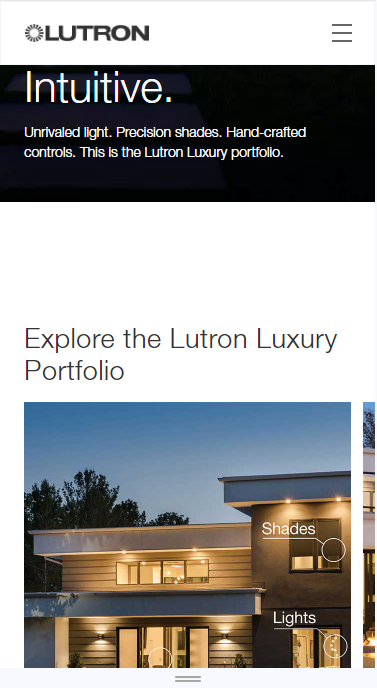 LUTRON
Intuitive.
Unrivaled light. Precision shades. Hand-crafted
controls. This is the Lutron Luxury portfolio.
Explore the Lutron Luxury
Portfolio
Shades
Lights